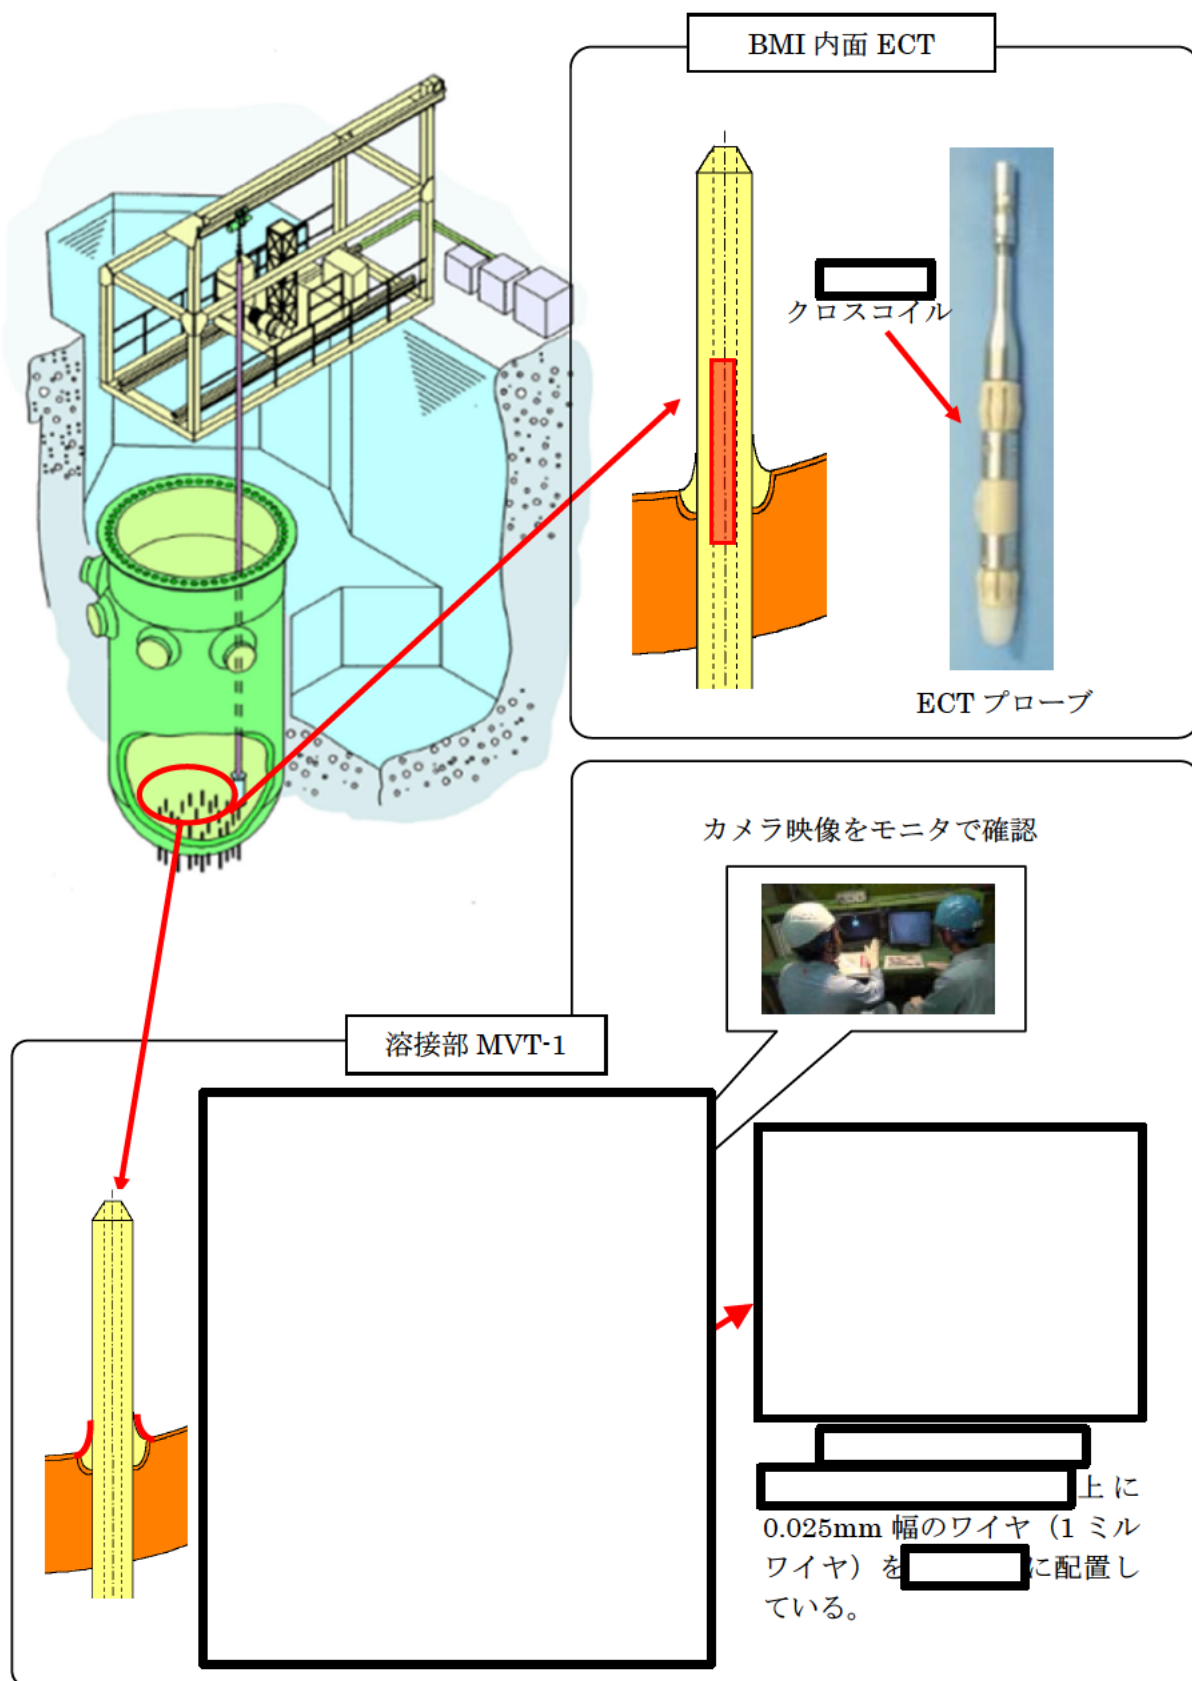 BMI 内面 ECT
クロスコイル
ECT プローブ
カメラ映像をモニタで確認
溶接部 MVT-1
上に
0.025mm 幅のワイヤ（1 ミル
ワイヤ）を に配置し
ている。